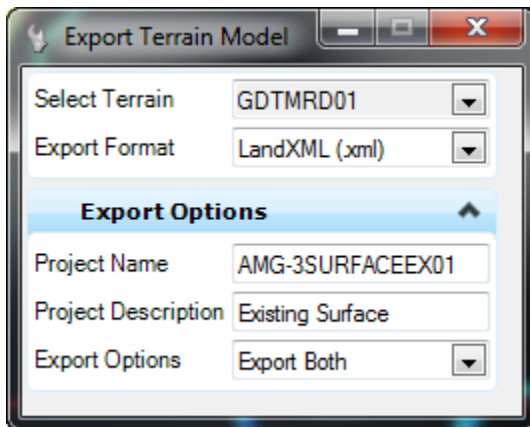 Export Terrain Model
Select Terrain GDTMRD01
Export Format LandXML (.xml)
Export Options
Project Name AMG-3SURFACEEX01
Project Description Existing Surface
Export Options Export Both